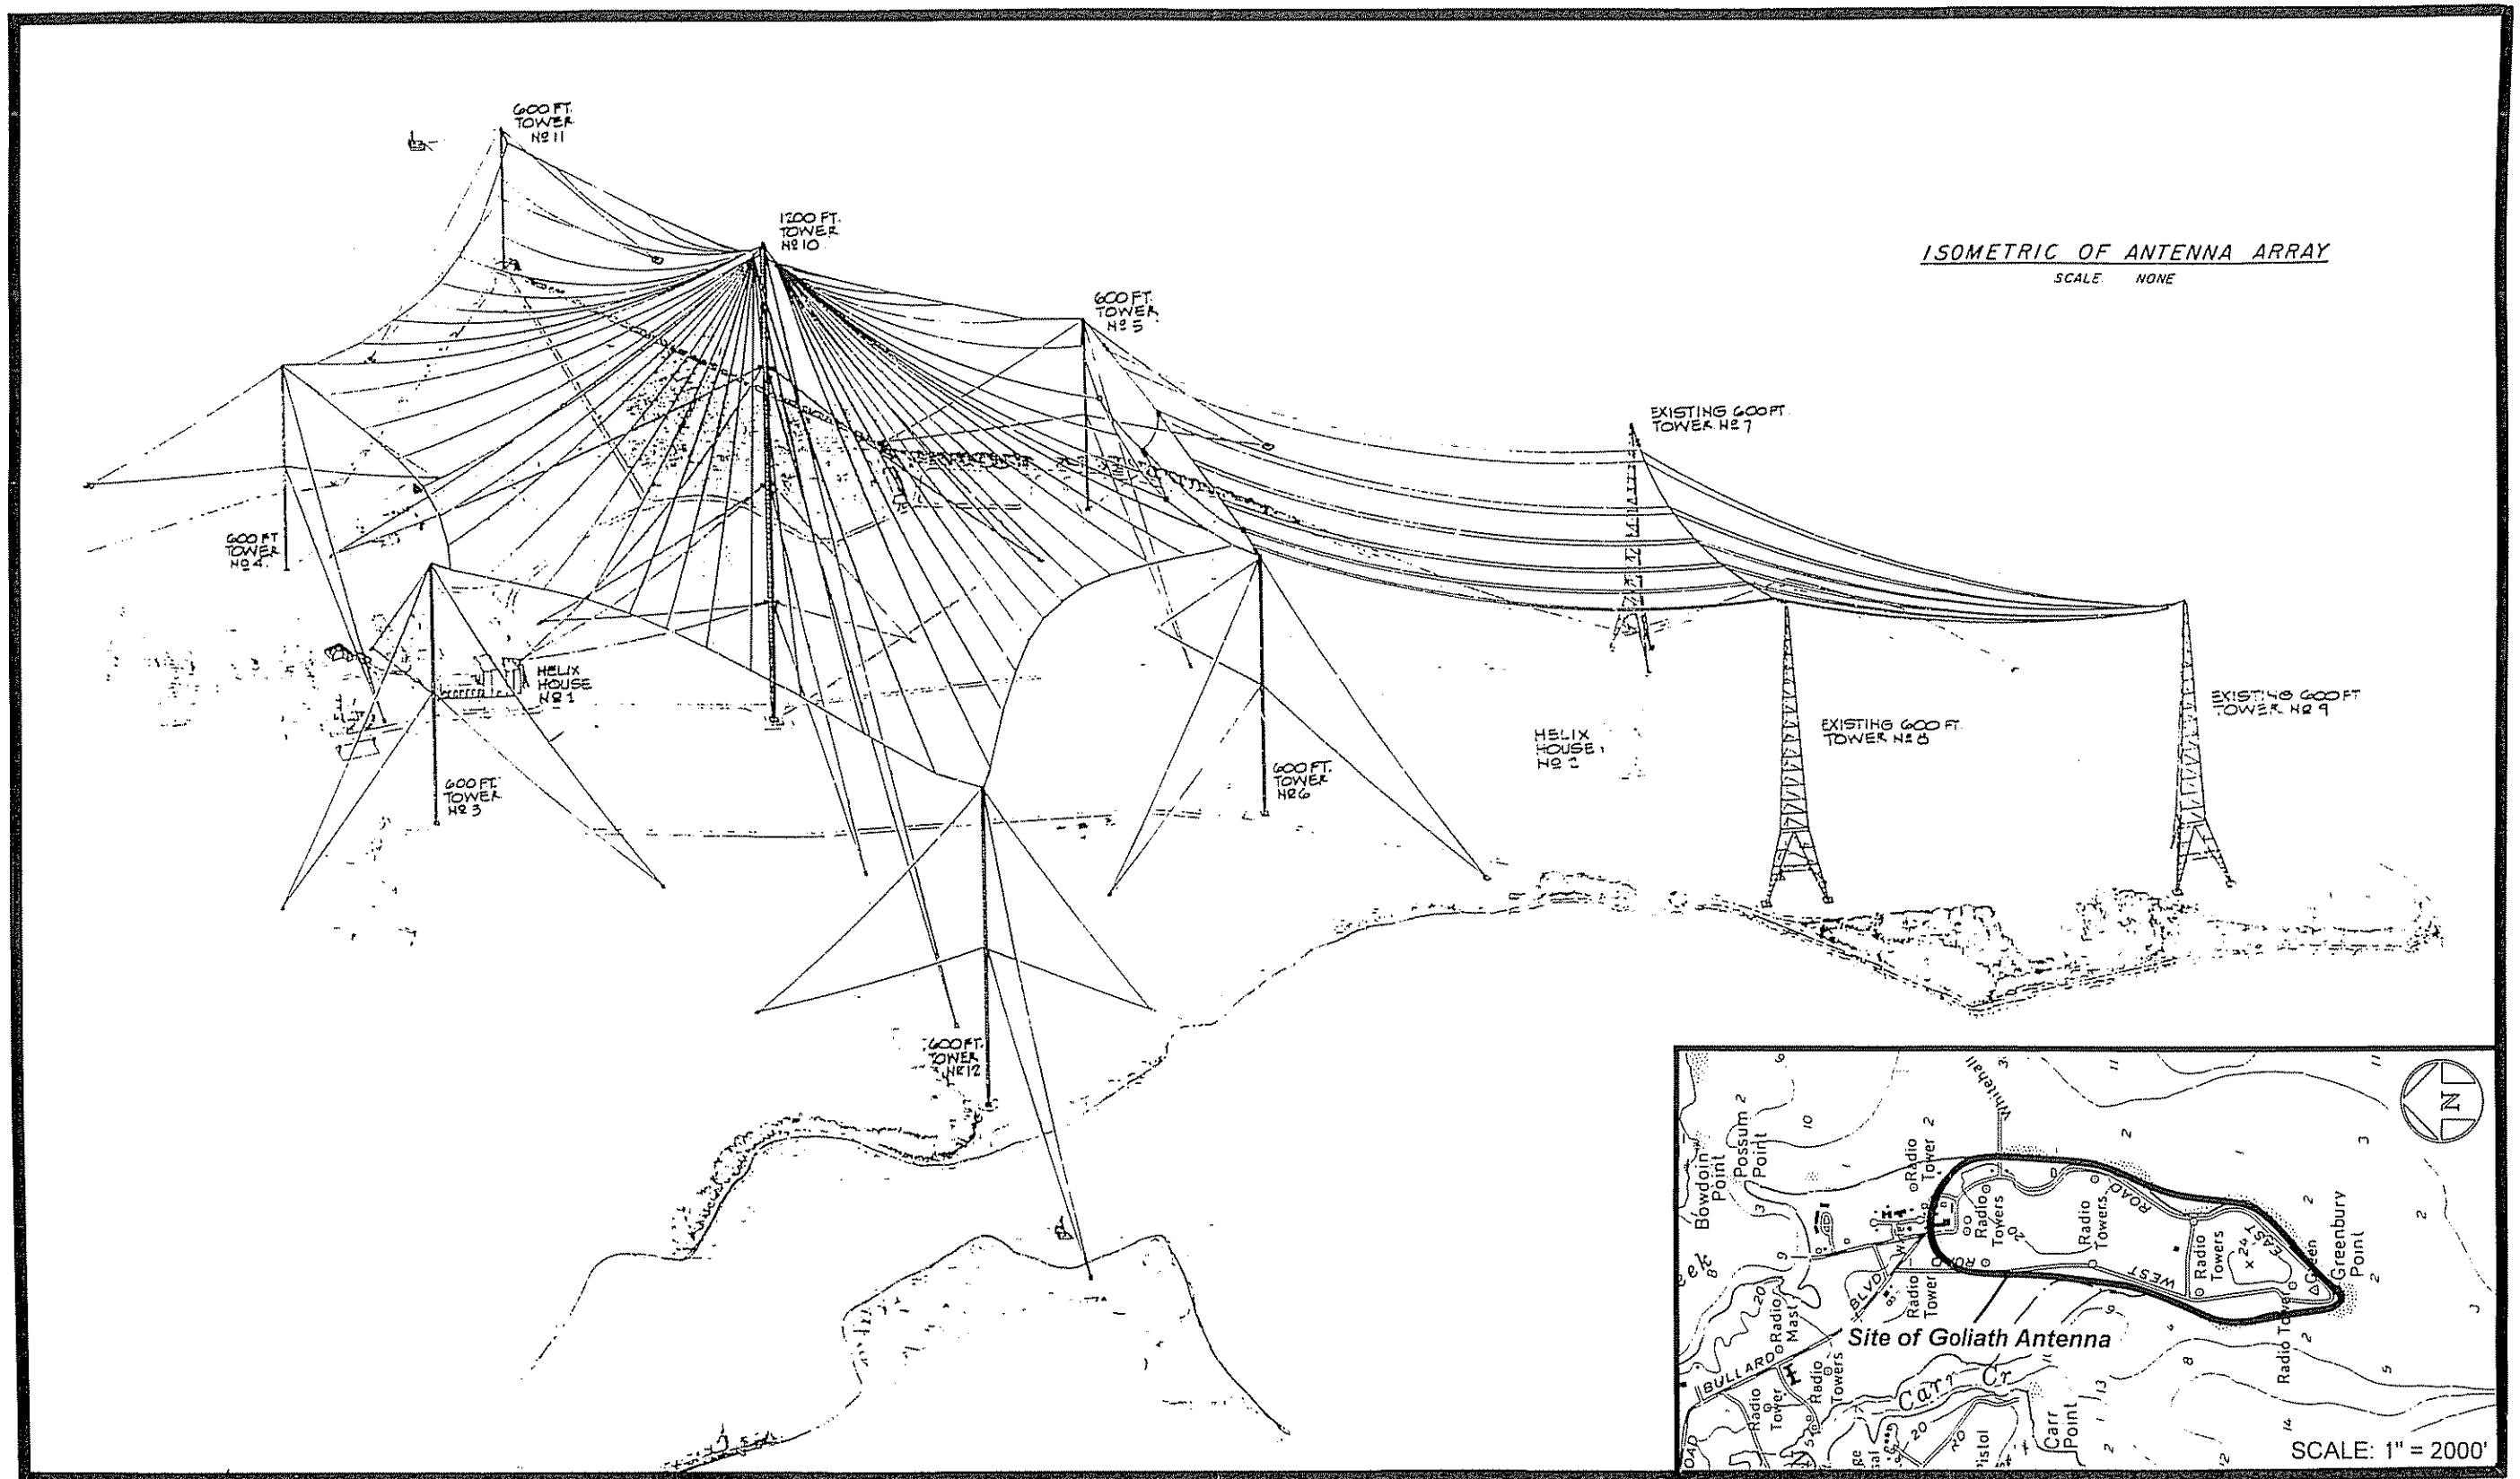 600 FT.
TOWER
Nº 11
1200 FT.
TOWER
Nº 10
ISOMETRIC OF ANTENNA ARRAY
SCALE NONE
600 FT.
TOWER
Nº 5
EXISTING 600 FT.
TOWER Nº 7
600 FT
TOWER
Nº 4.
HELIX
HOUSE
Nº 1
EXISTING 600 FT
TOWER Nº 9
EXISTING 600 FT.
TOWER Nº 8
HELIX
HOUSE
Nº 2
600 FT.
TOWER
Nº 3
600 FT.
TOWER
Nº 6
600 FT.
TOWER
Nº 12
Bowdoin
Point
Possum
Point
Whitehall
Radio
Tower
Radio
Towers
Radio
Towers
ROAD
EAST
WEST
Radio
Towers
Greenbury
Point
Radio
Tower
Radio
Mast
BLVD
BULLARD
Site of Goliath Antenna
Radio
Tower
Radio
Towers
Carr Cr
Carr
Point
N
SCALE: 1" = 2000'